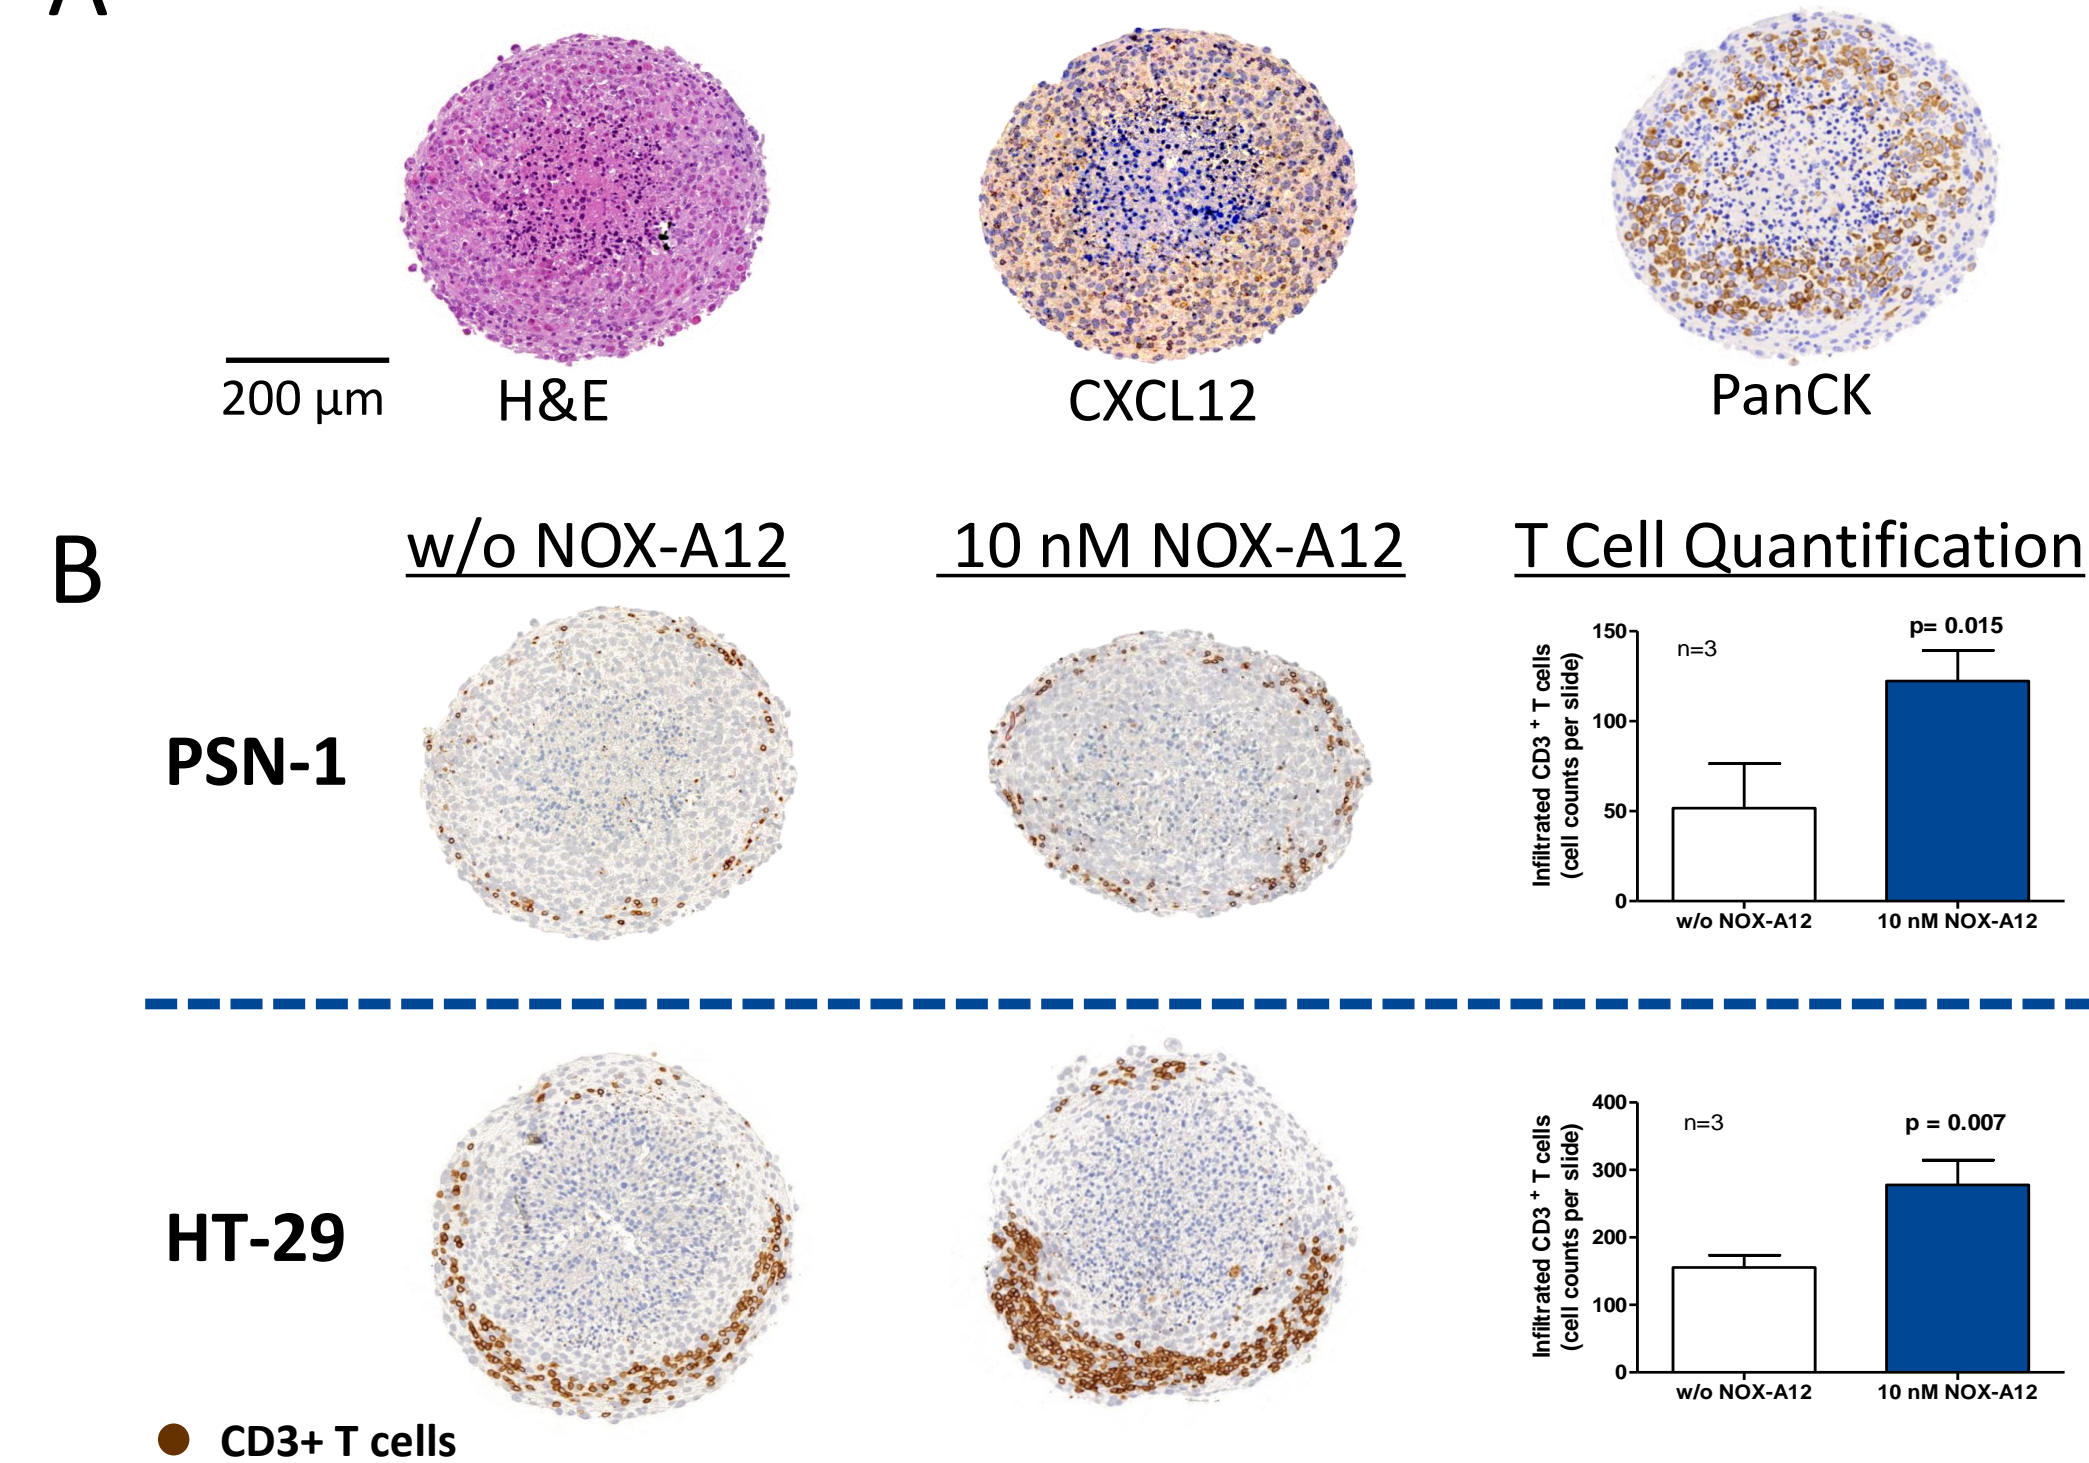 A
200 µm
H&E
CXCL12
PanCK
B
w/o NOX-A12
10 nM NOX-A12
T Cell Quantification
PSN-1
Infiltrated CD3 + T cells
(cell counts per slide)
150
100
50
0
n=3
p= 0.015
w/o NOX-A12
10 nM NOX-A12
HT-29
Infiltrated CD3 + T cells
(cell counts per slide)
400
300
200
100
0
n=3
p = 0.007
w/o NOX-A12
10 nM NOX-A12
CD3+ T cells